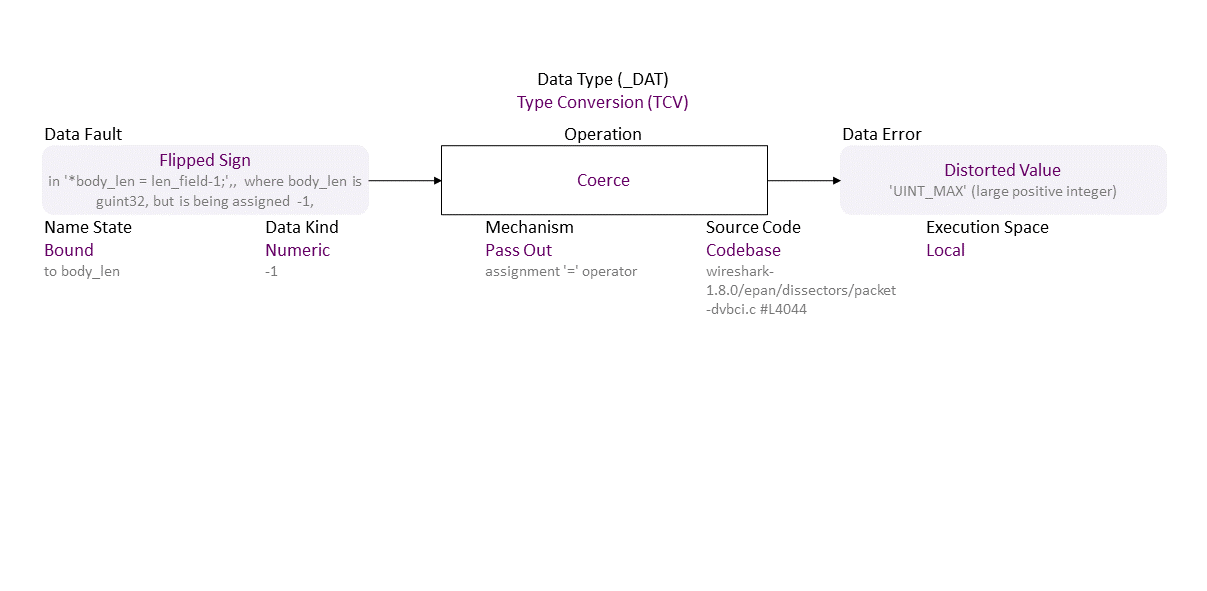 Data Type (_DAT)
Type Conversion (TCV)
Data Fault
Operation
Data Error
Flipped Sign
in '*body_len = len_field-1;',, where body_len is
guint32, but is being assigned -1,
Coerce
Distorted Value
'UINT_MAX' (large positive integer)
Name State
Bound
to body_len
Data Kind
Numeric
-1
Mechanism
Pass Out
assignment '=' operator
Source Code
Codebase
wireshark-
1.8.0/epan/dissectors/packet
-dvbci.c #L4044
Execution Space
Local